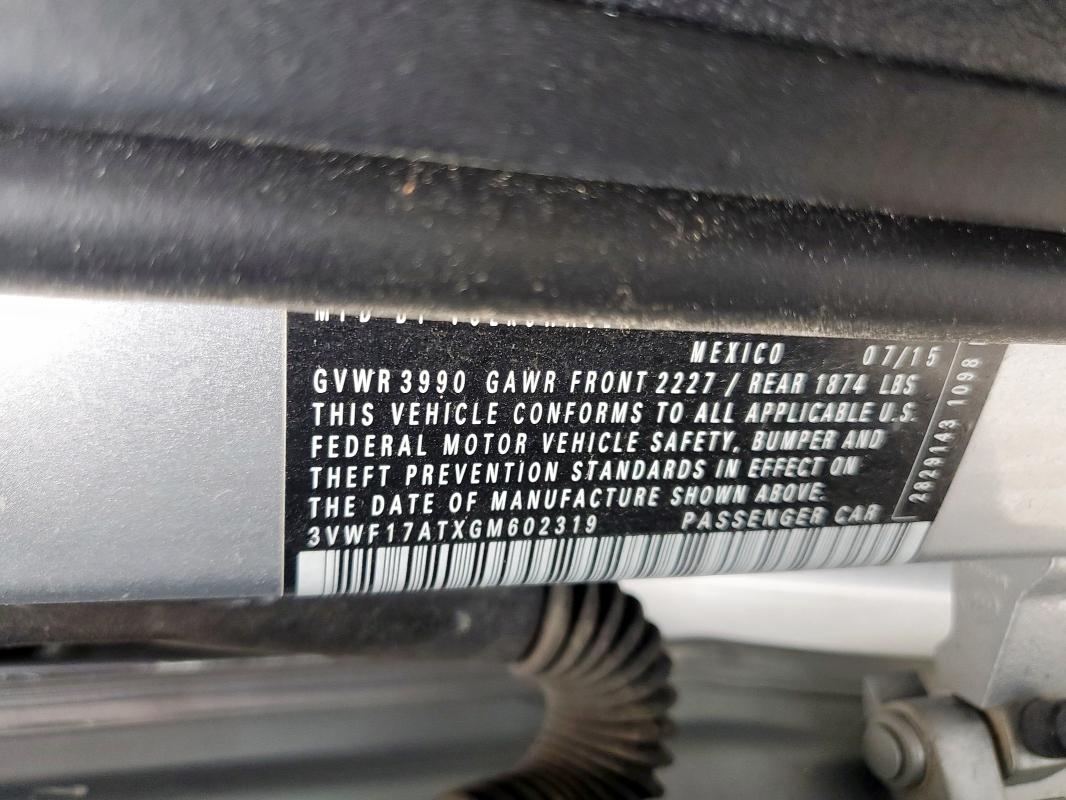 MEXICO 07/15
GVWR 3990 GAWR FRONT 2227 / REAR 1874 LBS
THIS VEHICLE CONFORMS TO ALL APPLICABLE U.S.
FEDERAL MOTOR VEHICLE SAFETY, BUMPER AND
THEFT PREVENTION STANDARDS IN EFFECT ON
THE DATE OF MANUFACTURE SHOWN ABOVE.
3VWF17ATXGM602319 PASSENGER CAR
2829143 1098